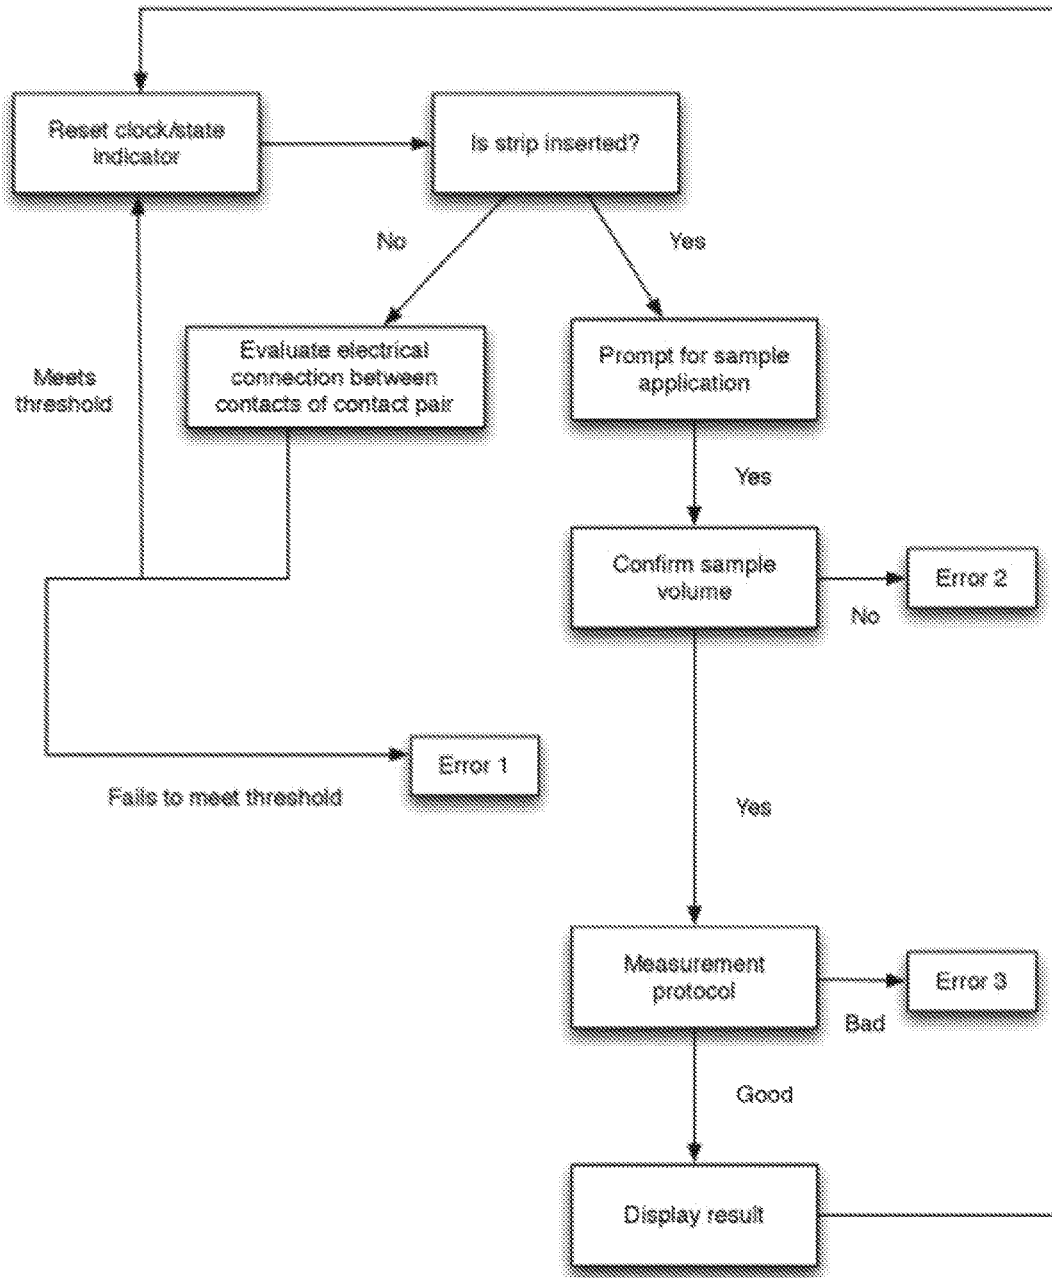 Reset clock/state
indicator
Is strip inserted?
No
Yes
Evaluate electrical
connection between
contacts of contact pair
Prompt for sample
application
Meets
threshold
Yes
Confirm sample
volume
Error 2
No
Error 1
Fails to meet threshold
Yes
Measurement
protocol
Error 3
Bad
Good
Display result